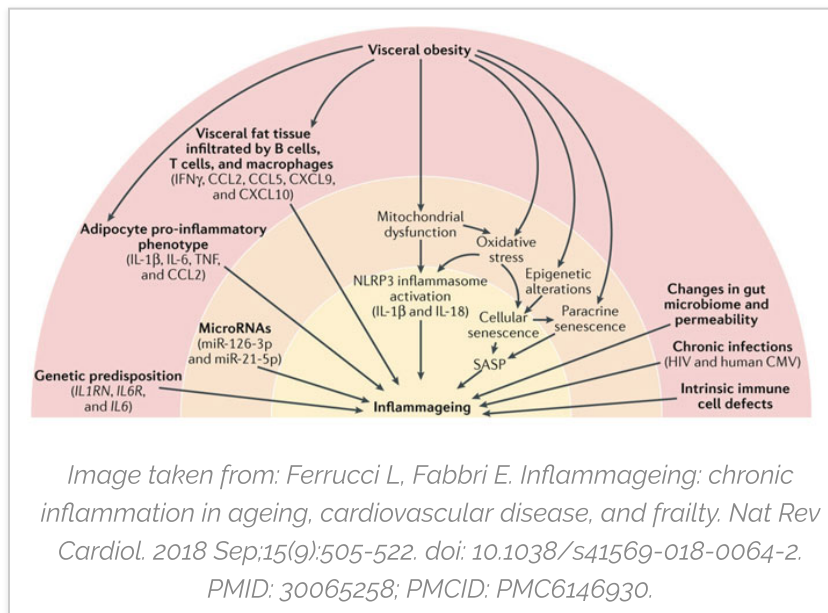 Visceral obesity
Visceral fat tissue
infiltrated by B cells,
T cells, and macrophages
(IFNγ, CCL2, CCL5, CXCL9,
and CXCL10)
Adipocyte pro-inflammatory
phenotype
(IL-1β, IL-6, TNF,
and CCL2)
MicroRNAs
(miR-126-3p
and miR-21-5p)
Genetic predisposition
(IL1RN, IL6R,
and IL6)
Mitochondrial
dysfunction
Oxidative
stress
Epigenetic
alterations
NLRP3 inflammasome
activation
(IL-1β and IL-18)
Cellular
senescence
Paracrine
senescence
SASP
Changes in gut
microbiome and
permeability
Chronic infections
(HIV and human CMV)
Intrinsic immune
cell defects
Inflammageing
Image taken from: Ferrucci L, Fabbri E. Inflammageing: chronic
inflammation in ageing, cardiovascular disease, and frailty. Nat Rev
Cardiol. 2018 Sep;15(9):505-522. doi: 10.1038/s41569-018-0064-2.
PMID: 30065258; PMCID: PMC6146930.